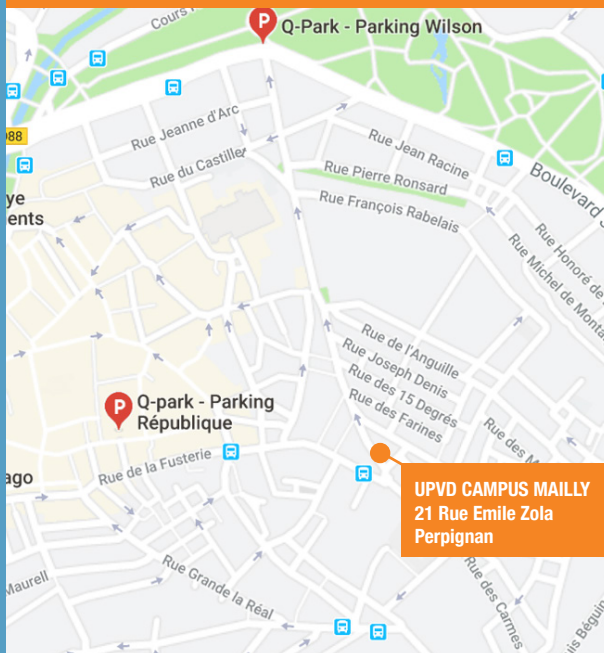 Cours
Q-Park - Parking Wilson
Rue Jeanne d'Arc
Rue Jean Racine
Rue du Castillet
Rue Pierre Ronsard
Boulevard
Rue François Rabelais
Rue Honoré de
Rue Michel de Monta
88
ye
ents
Rue de l'Anguille
Rue Joseph Denis
Rue des 15 Degrés
Rue des Farines
P
P
Q-park - Parking
République
Rue des M
ago
Rue de la Fusterie
UPVD CAMPUS MAILLY
21 Rue Emile Zola
Perpignan
Maurell
Rue Grande la Réal
Rue des Carmes
is Béguin